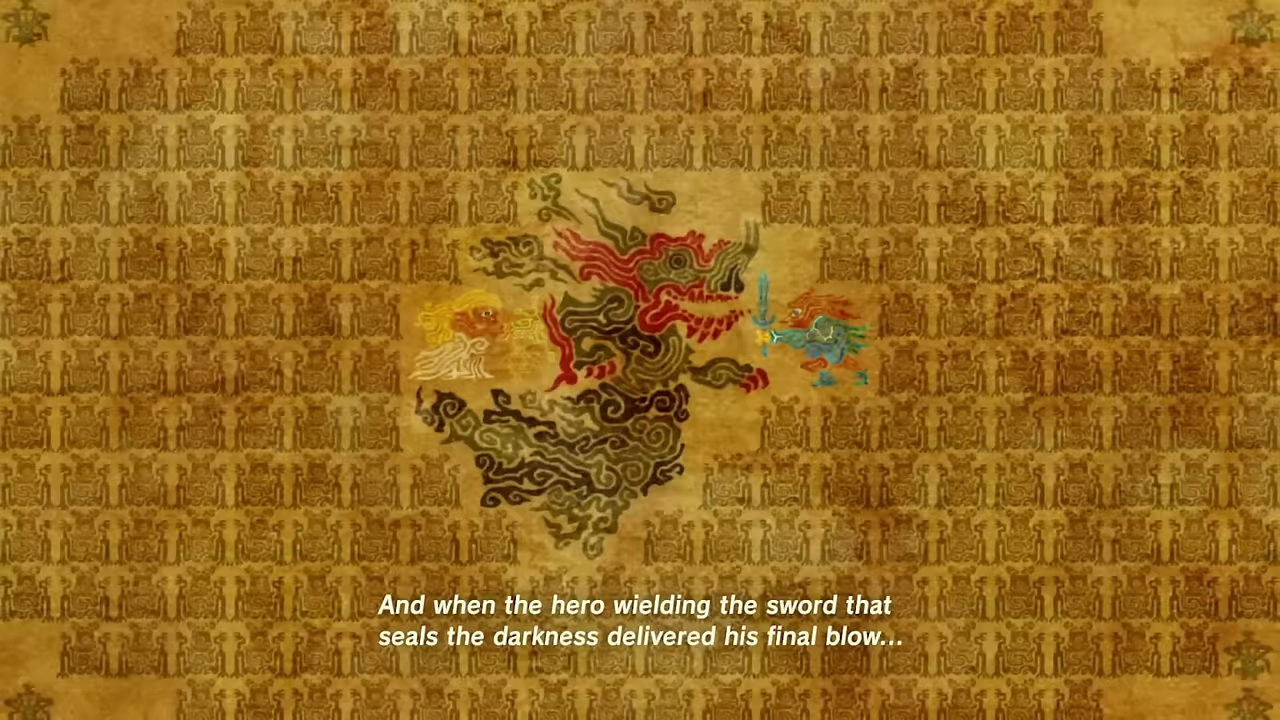 And when the hero wielding the sword that
seals the darkness delivered his final blow...